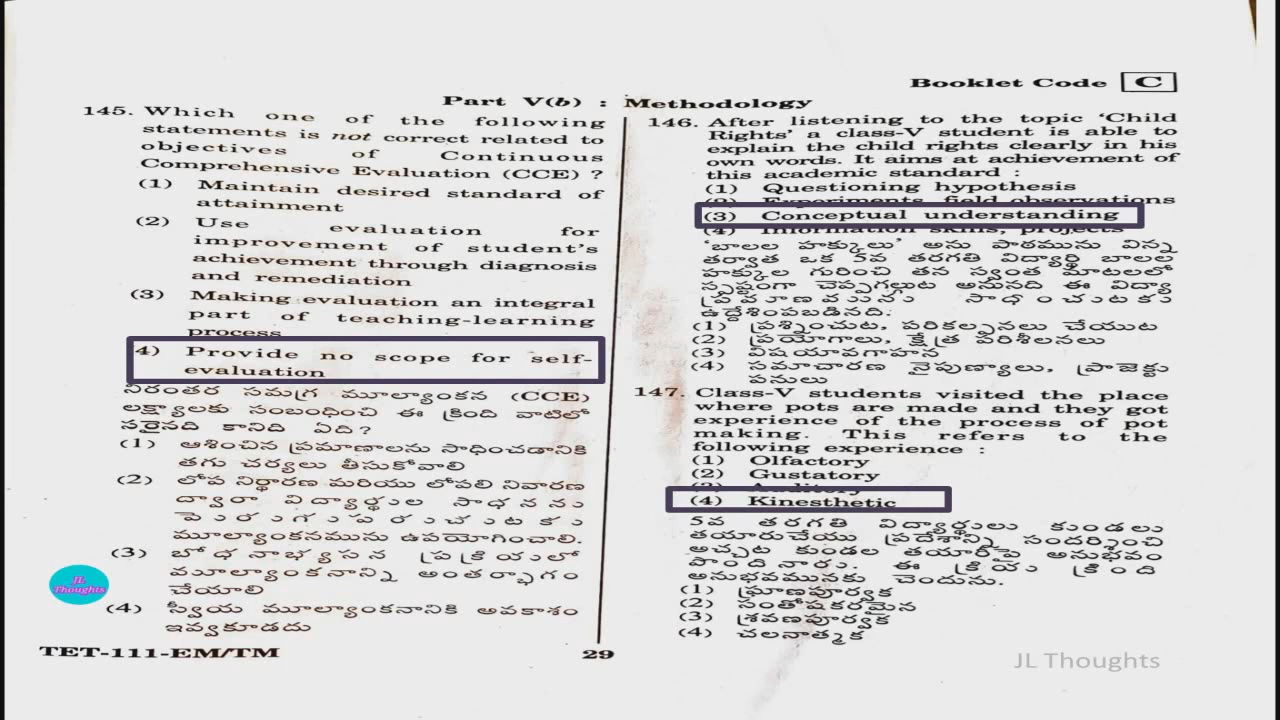 Booklet Code C
Part V(b) : Methodology
145. Which one of the following
statements is not correct related to
objectives of Continuous
Comprehensive Evaluation (CCE) ?
(1) Maintain desired standard of
attainment
(2) Use evaluation for
improvement of student's
achievement through diagnosis
and remediation
(3) Making evaluation an integral
part of teaching-learning
process
4) Provide no scope for self-
evaluation
నిరంతర సమగ్ర మూల్యాంకన (CCE)
లక్ష్యాలకు సంబంధించి ఈ క్రింది వాటిలో
సరైనది కానిది ఏది?
(1) ఆశించిన ప్రమాణాలను సాధించడానికి
తగు చర్యలు తీసుకోవాలి
(2) లోప నిర్ధారణ మరియు లోపలి నివారణ
ద్వారా విద్యార్థుల సాధనను
పెరుగుపరుచుటకు
మూల్యాంకనమును ఉపయోగించాలి.
(3) బోధనాభ్యసన ప్రక్రియలో
మూల్యాంకనాన్ని అంతర్భాగం
చేయాలి
(4) స్వీయ మూల్యాంకనానికి అవకాశం
ఇవ్వకూడదు
146. After listening to the topic 'Child
Rights' a class-V student is able to
explain the child rights clearly in his
own words. It aims at achievement of
this academic standard :
(1) Questioning hypothesis
(2) Experiments, field observations
(3) Conceptual understanding
(4) Information skills, projects
'బాలల హక్కులు' అను పాఠమును విన్న
తర్వాత ఒక 5వ తరగతి విద్యార్థి బాలల
హక్కుల గురించి తన స్వంత మాటలలో
స్పష్టంగా చెప్పగల్గుట అనునది ఈ విద్యా
ప్రమాణమును సాధించుటకు
ఉద్దేశింపబడినది.
(1) ప్రశ్నించుట, పరికల్పనలు చేయుట
(2) ప్రయోగాలు, క్షేత్ర పరిశీలనలు
(3) విషయావగాహన
(4) సమాచారణ నైపుణ్యాలు, ప్రాజెక్టు
పనులు
147. Class-V students visited the place
where pots are made and they got
experience of the process of pot
making. This refers to the
following experience :
(1) Olfactory
(2) Gustatory
(3) Auditory
(4) Kinesthetic
5వ తరగతి విద్యార్థులు కుండలు
తయారుచేయు ప్రదేశాన్ని సందర్శించి
అచ్చట కుండల తయారీపై అనుభవం
పొందినారు. ఈ క్రియ క్రింది
అనుభవమునకు చెందును.
(1) ఘ్రాణపూర్వక
(2) సంతోషకరమైన
(3) శ్రవణపూర్వక
(4) చలనాత్మక
JL
Thoughts
TET-111-EM/TM
29
JL Thoughts